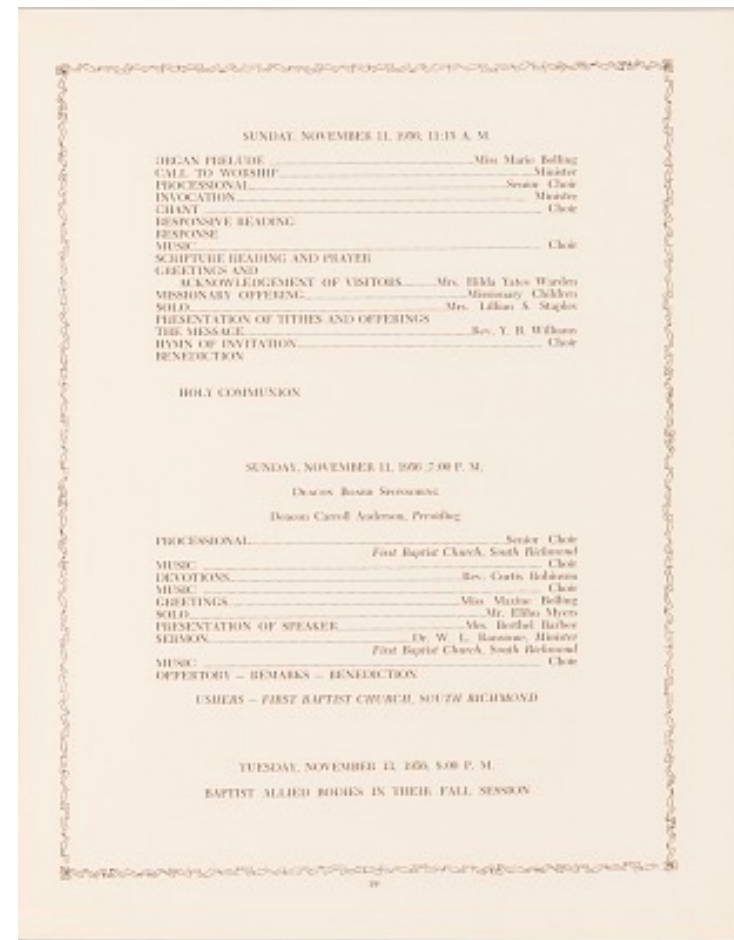 SUNDAY, NOVEMBER 11, 1956, 11:15 A. M.
ORGAN PRELUDE Miss Marie Bolling
CALL TO WORSHIP Minister
PROCESSIONAL Senior Choir
INVOCATION Minister
CHANT Choir
RESPONSIVE READING
RESPONSE
MUSIC Choir
SCRIPTURE READING AND PRAYER
GREETINGS AND
ACKNOWLEDGEMENT OF VISITORS Mrs. Hilda Yates Warden
MISSIONARY OFFERING Missionary Children
SOLO Mrs. Lillian S. Staples
PRESENTATION OF TITHES AND OFFERINGS
THE MESSAGE Rev. Y. B. Williams
HYMN OF INVITATION Choir
BENEDICTION
HOLY COMMUNION
SUNDAY, NOVEMBER 11, 1956 ,7:00 P. M.
Deacon Board Sponsoring
Deacon Carroll Anderson, Presiding
PROCESSIONAL Senior Choir
First Baptist Church, South Richmond
MUSIC Choir
DEVOTIONS Rev. Curtis Robinson
MUSIC Choir
GREETINGS Miss Maxine Bolling
SOLO Mr. Elihu Myers
PRESENTATION OF SPEAKER Mrs. Berthel Barbee
SERMON Dr. W. L. Ransome, Minister
First Baptist Church, South Richmond
MUSIC Choir
OFFERTORY — REMARKS — BENEDICTION
USHERS — FIRST BAPTIST CHURCH, SOUTH RICHMOND
TUESDAY, NOVEMBER 13, 1956, 8:00 P. M.
BAPTIST ALLIED BODIES IN THEIR FALL SESSION